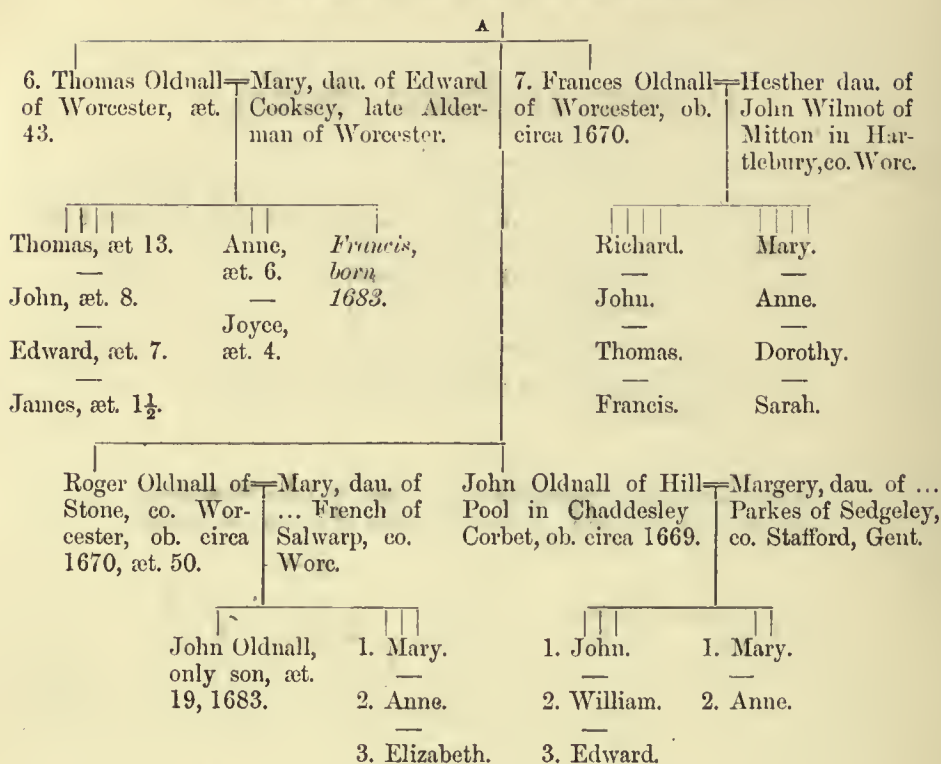 A
6. Thomas Oldnall
of Worcester, æt.
43.
Mary, dau. of Edward
Cooksey, late Alder-
man of Worcester.
7. Frances Oldnall
of Worcester, ob.
circa 1670.
Hesther dau. of
John Wilmot of
Mitton in Har-
tlebury, co. Worc.
Thomas, æt 13.
John, æt. 8.
Edward, æt. 7.
James, æt. 1½.
Anne,
æt. 6.
Joyce,
æt. 4.
Francis,
born
1683.
Richard.
John.
Thomas.
Francis.
Mary.
Anne.
Dorothy.
Sarah.
Roger Oldnall of
Stone, co. Wor-
cester, ob. circa
1670, æt. 50.
Mary, dau. of
... French of
Salwarp, co.
Worc.
John Oldnall of Hill
Pool in Chaddesley
Corbet, ob. circa 1669.
Margery, dau. of ...
Parkes of Sedgeley,
co. Stafford, Gent.
John Oldnall,
only son, æt.
19, 1683.
1. Mary.
2. Anne.
3. Elizabeth.
1. John.
2. William.
3. Edward.
1. Mary.
2. Anne.